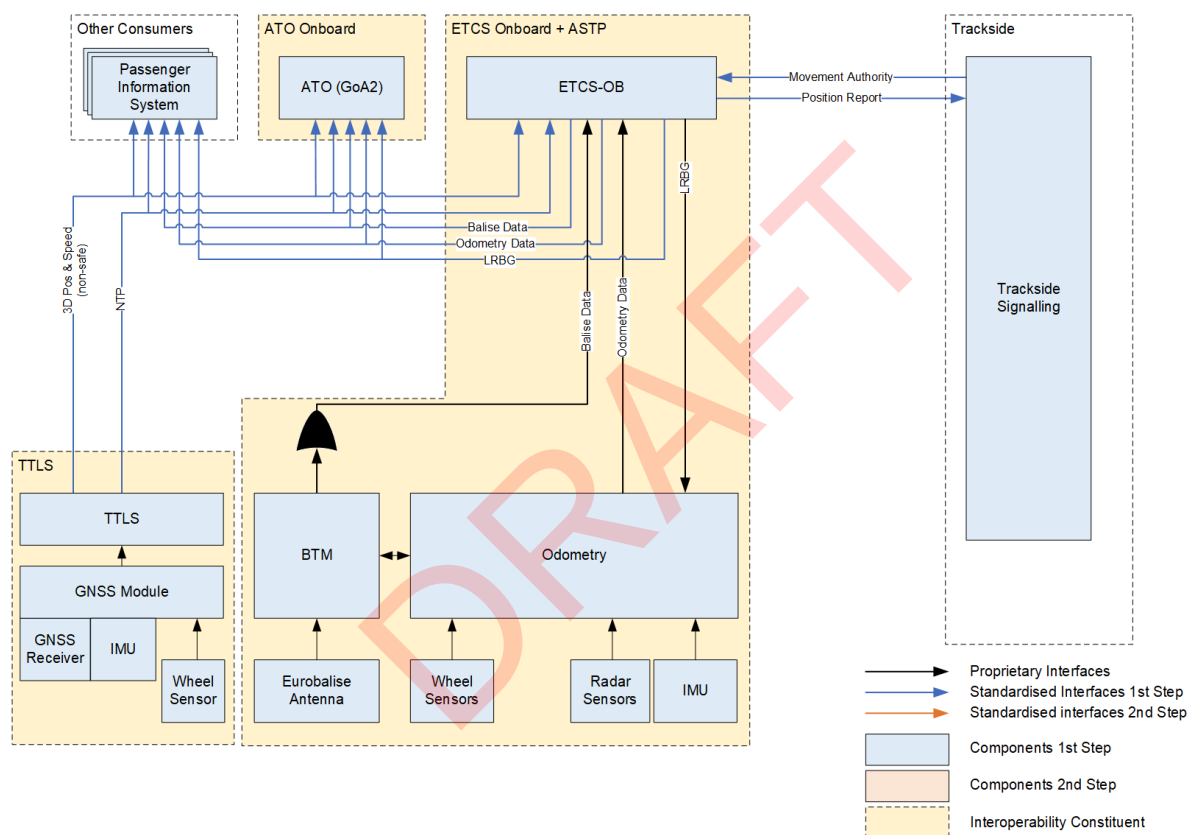 Other Consumers
Passenger
Information
System
ATO Onboard
ATO (GoA2)
ETCS Onboard + ASTP
ETCS-OB
Trackside
Movement Authority
Position Report
Trackside
Signalling
LRBG
Balise Data
Odometry Data
LRBG
3D Pos & Speed
(non-safe)
NTP
Balise Data
Odometry Data
TTLS
TTLS
GNSS Module
GNSS
Receiver
IMU
Wheel
Sensor
BTM
Odometry
Eurobalise
Antenna
Wheel
Sensors
Radar
Sensors
IMU
DRAFT
Proprietary Interfaces
Standardised Interfaces 1st Step
Standardised interfaces 2nd Step
Components 1st Step
Components 2nd Step
Interoperability Constituent